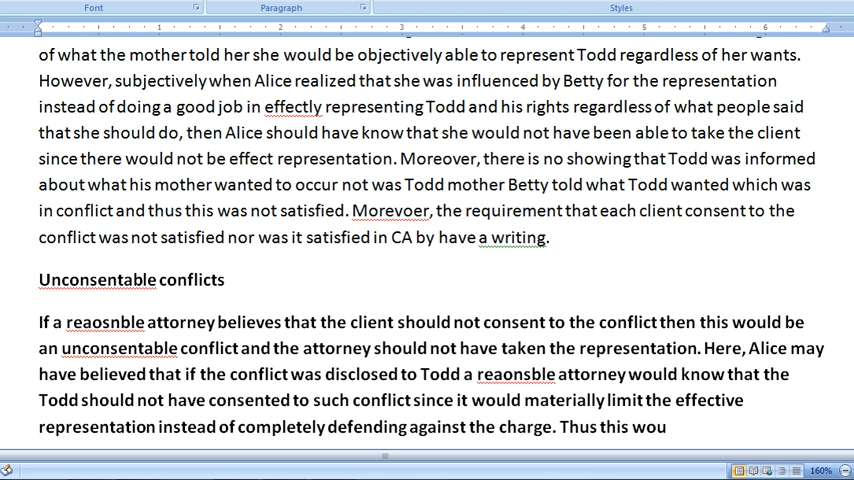 Font Paragraph Styles
1 2 3 4 5 6
of what the mother told her she would be objectively able to represent Todd regardless of her wants.
However, subjectively when Alice realized that she was influenced by Betty for the representation
instead of doing a good job in effectly representing Todd and his rights regardless of what people said
that she should do, then Alice should have know that she would not have been able to take the client
since there would not be effect representation. Moreover, there is no showing that Todd was informed
about what his mother wanted to occur not was Todd mother Betty told what Todd wanted which was
in conflict and thus this was not satisfied. Morevoer, the requirement that each client consent to the
conflict was not satisfied nor was it satisfied in CA by have a writing.
Unconsentable conflicts
If a reaosnble attorney believes that the client should not consent to the conflict then this would be
an unconsentable conflict and the attorney should not have taken the representation. Here, Alice may
have believed that if the conflict was disclosed to Todd a reaonsble attorney would know that the
Todd should not have consented to such conflict since it would materially limit the effective
representation instead of completely defending against the charge. Thus this wou
160%